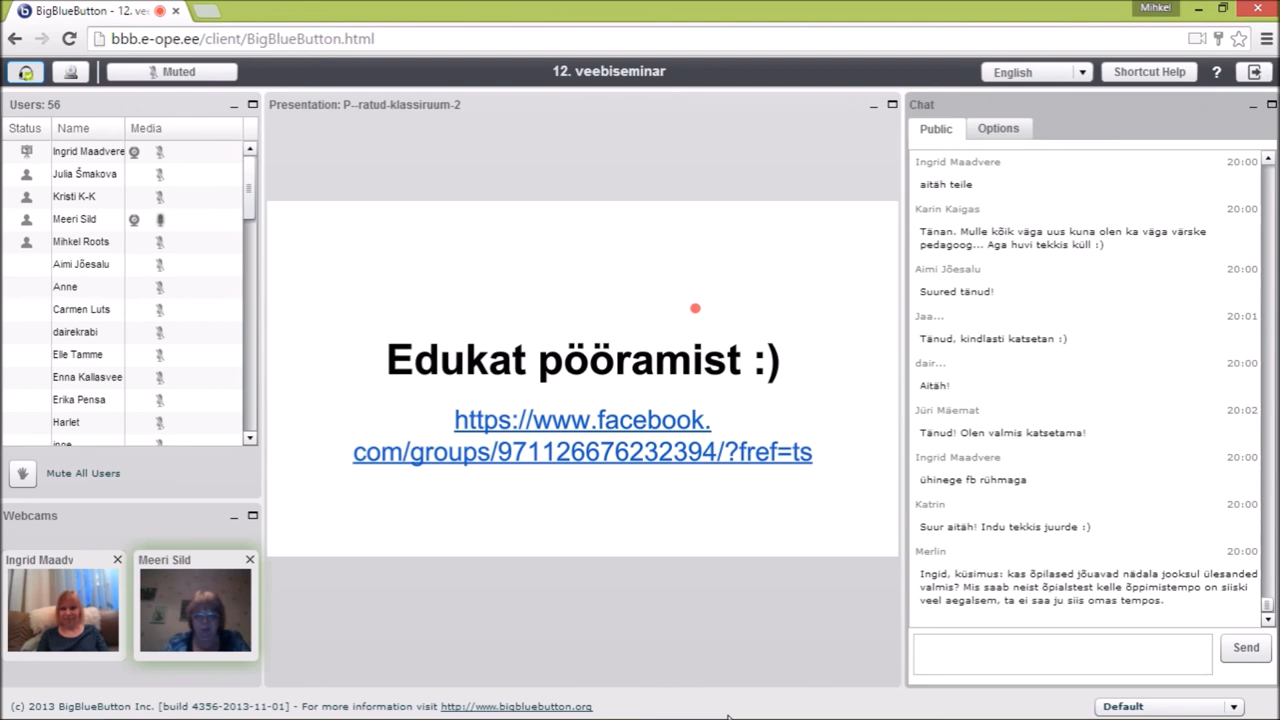 BigBlueButton - 12. vee
Mihkel
bbb.e-ope.ee/client/BigBlueButton.html
Muted
12. veebiseminar
English
Shortcut Help
?
Users: 56
Status Name Media
Ingrid Maadvere
Julia Šmakova
Kristi K-K
Meeri Sild
Mihkel Roots
Aimi Jõesalu
Anne
Carmen Luts
dairekrabi
Elle Tamme
Enna Kallasvee
Erika Pensa
Harlet
Mute All Users
Webcams
Ingrid Maadv
Meeri Sild
Presentation: P--ratud-klassiruum-2
Edukat pööramist :)
https://www.facebook.
com/groups/971126676232394/?fref=ts
Chat
Public Options
Ingrid Maadvere 20:00
aitäh teile
Karin Kaigas 20:00
Tänan. Mulle kõik väga uus kuna olen ka väga värske
pedagoog... Aga huvi tekkis küll :)
Aimi Jõesalu 20:00
Suured tänud!
Jaa... 20:01
Tänud, kindlasti katsetan :)
dair... 20:00
Aitäh!
Jüri Mäemat 20:02
Tänud! Olen valmis katsetama!
Ingrid Maadvere 20:00
ühinege fb rühmaga
Katrin 20:00
Suur aitäh! Indu tekkis juurde :)
Merlin 20:00
Ingid, küsimus: kas õpilased jõuavad nädala jooksul ülesanded
valmis? Mis saab neist õpialstest kelle õppimistempo on siiski
veel aegalsem, ta ei saa ju siis omas tempos.
Send
(c) 2013 BigBlueButton Inc. [build 4356-2013-11-01] - For more information visit http://www.bigbluebutton.org
Default